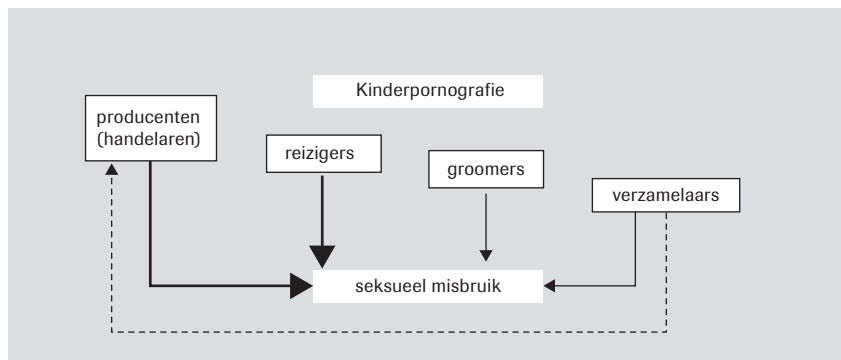 Kinderpornografie
producenten
(handelaren)
reizigers
groomers
verzamelaars
seksueel misbruik